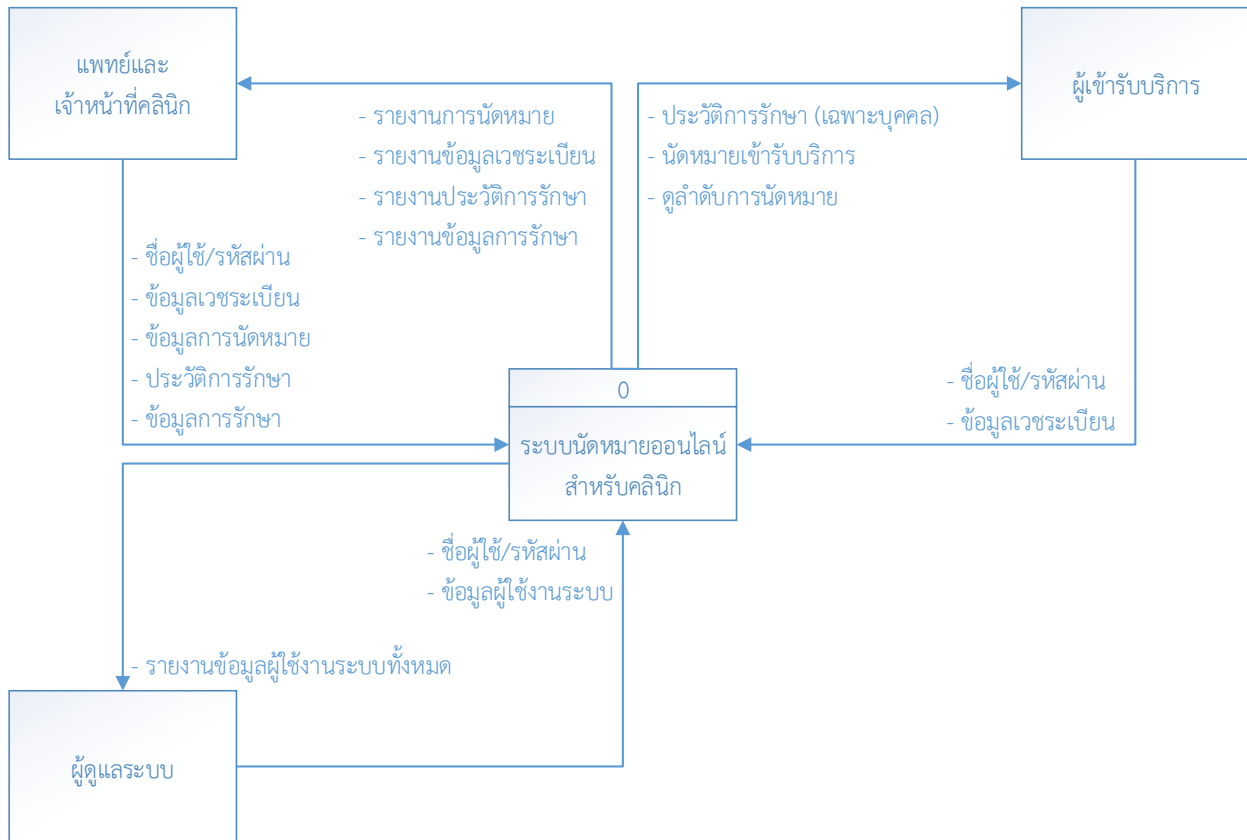 แพทย์และ
เจ้าหน้าที่คลินิก
ผู้เข้ารับบริการ
- รายงานการนัดหมาย
- รายงานข้อมูลเวชระเบียน
- รายงานประวัติการรักษา
- รายงานข้อมูลการรักษา
- ประวัติการรักษา (เฉพาะบุคคล)
- นัดหมายเข้ารับบริการ
- ดูลำดับการนัดหมาย
- ชื่อผู้ใช้/รหัสผ่าน
- ข้อมูลเวชระเบียน
- ข้อมูลการนัดหมาย
- ประวัติการรักษา
- ข้อมูลการรักษา
0
ระบบนัดหมายออนไลน์
สำหรับคลินิก
- ชื่อผู้ใช้/รหัสผ่าน
- ข้อมูลเวชระเบียน
- ชื่อผู้ใช้/รหัสผ่าน
- ข้อมูลผู้ใช้งานระบบ
- รายงานข้อมูลผู้ใช้งานระบบทั้งหมด
ผู้ดูแลระบบ